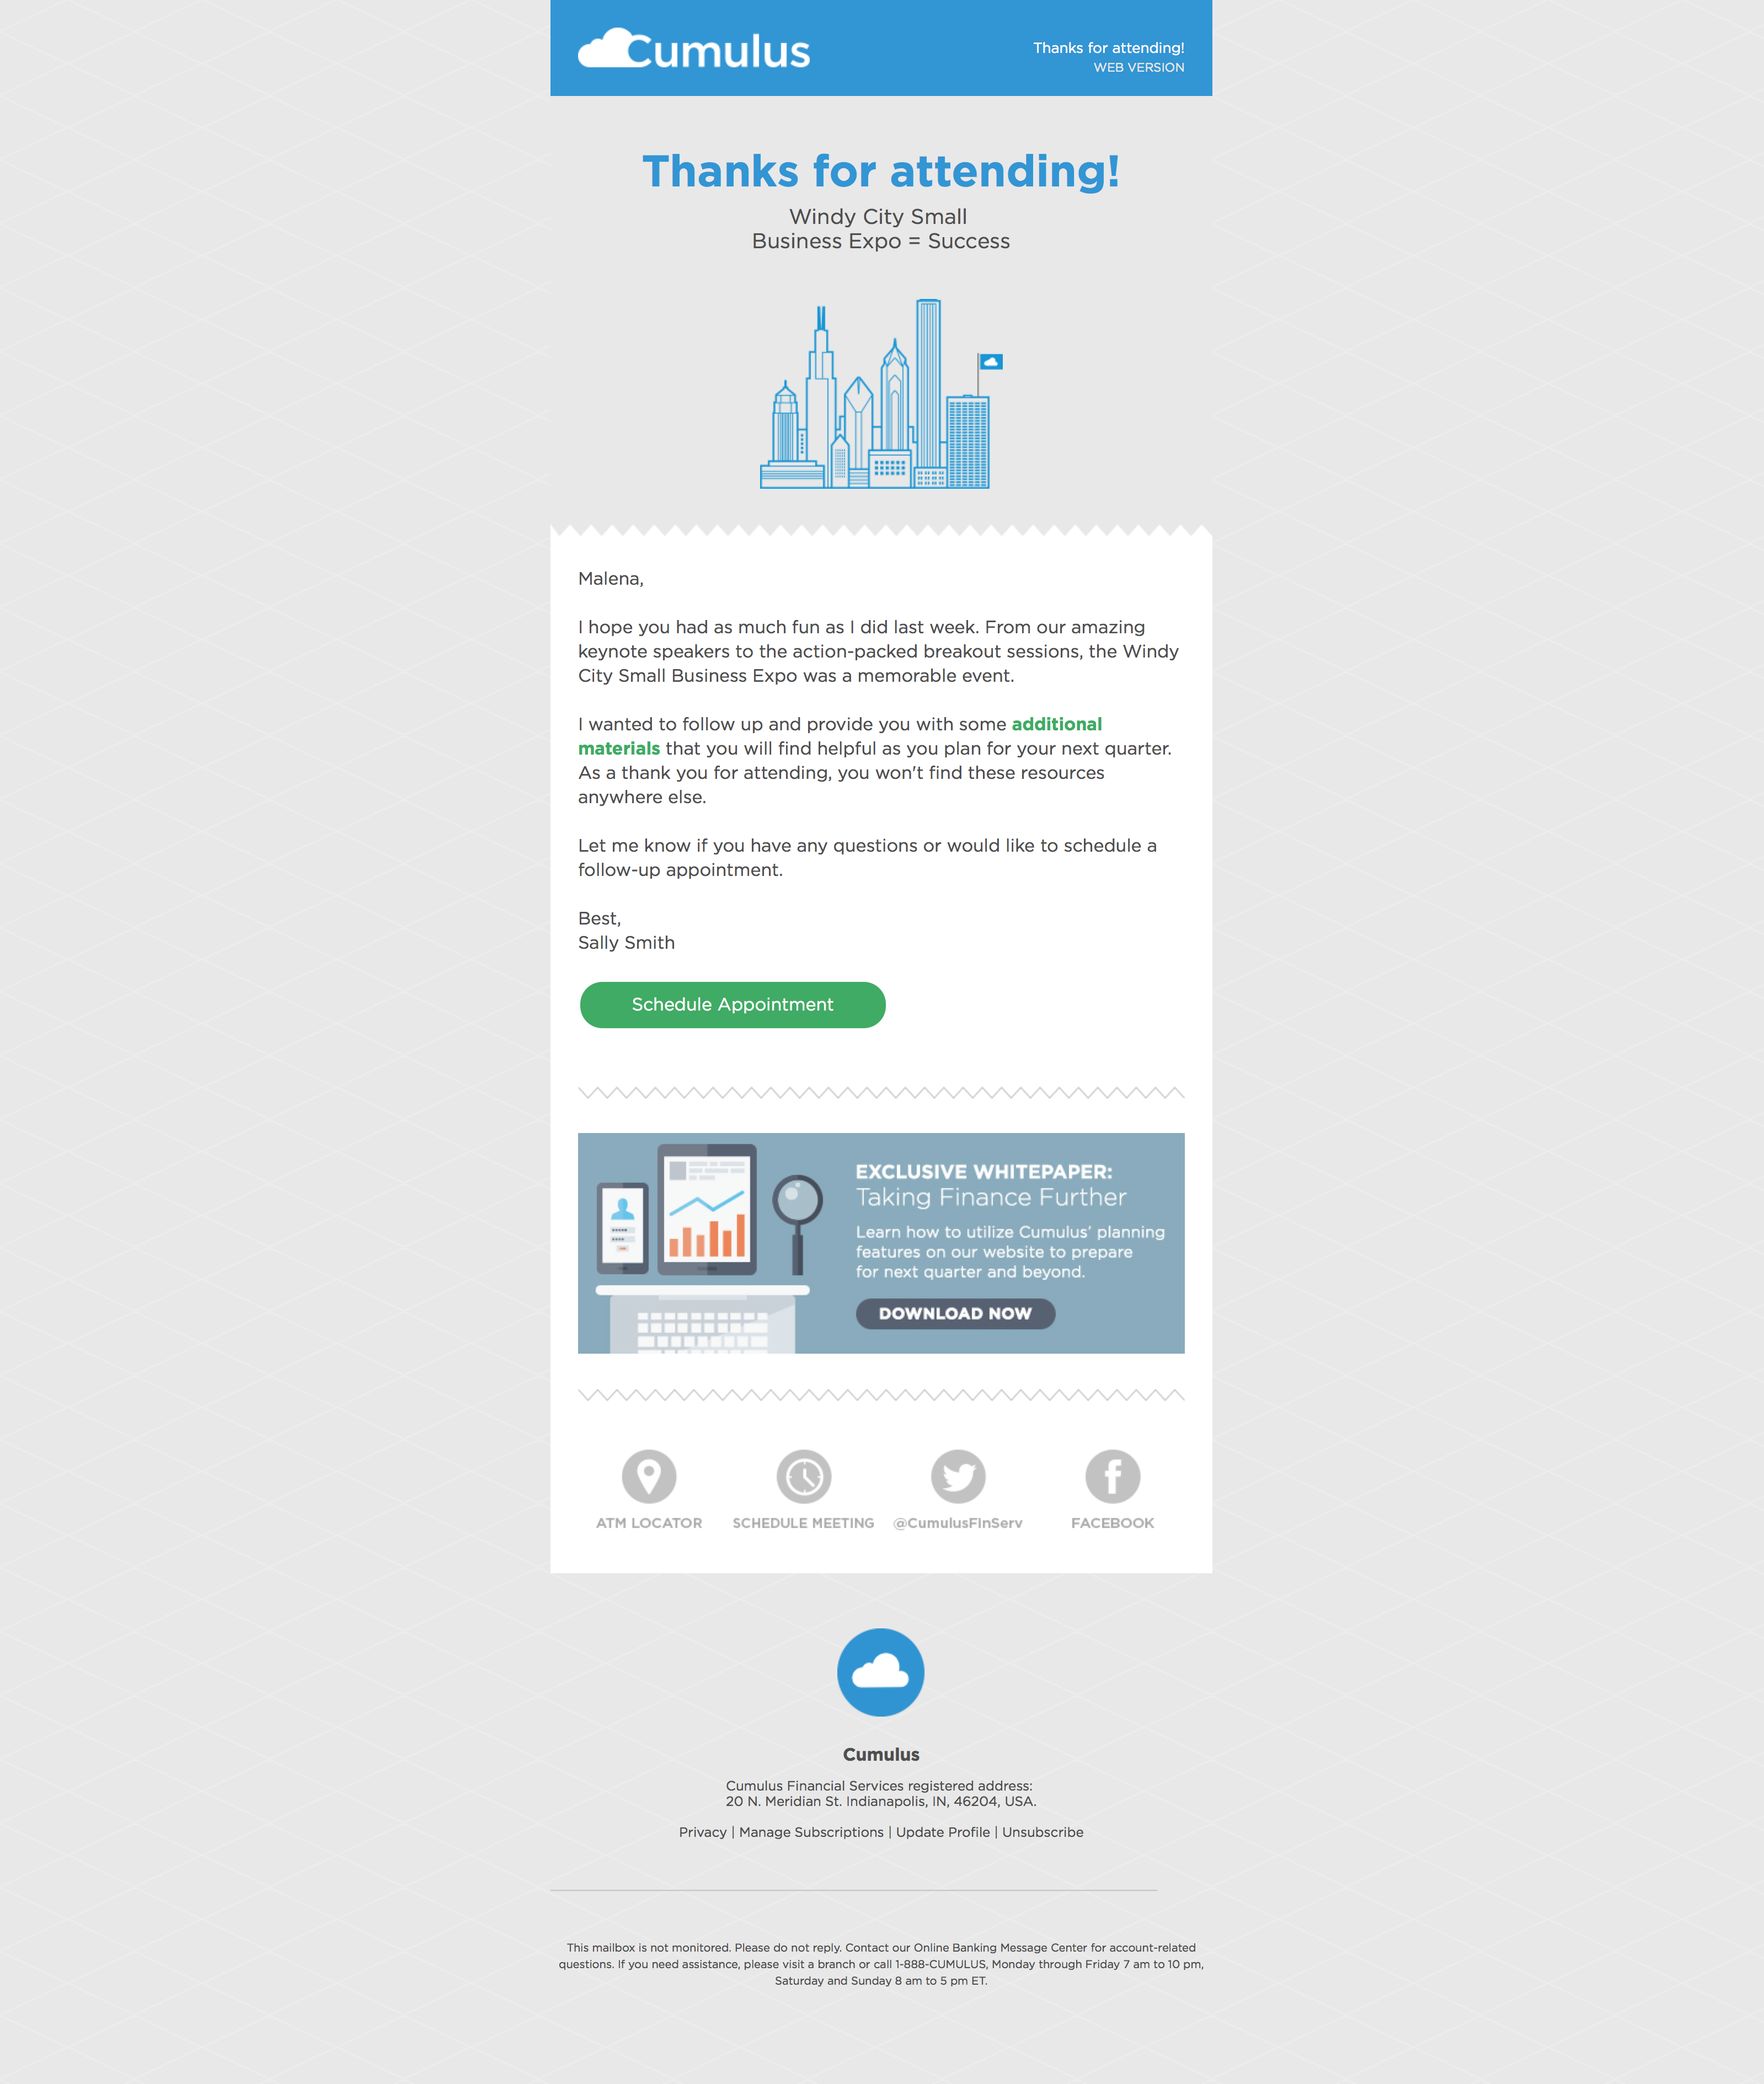 Cumulus
Thanks for attending!
WEB VERSION
Thanks for attending!
Windy City Small
Business Expo = Success
Malena,
I hope you had as much fun as I did last week. From our amazing
keynote speakers to the action-packed breakout sessions, the Windy
City Small Business Expo was a memorable event.
I wanted to follow up and provide you with some additional
materials that you will find helpful as you plan for your next quarter.
As a thank you for attending, you won't find these resources
anywhere else.
Let me know if you have any questions or would like to schedule a
follow-up appointment.
Best,
Sally Smith
Schedule Appointment
EXCLUSIVE WHITEPAPER:
Taking Finance Further
Learn how to utilize Cumulus' planning
features on our website to prepare
for next quarter and beyond.
DOWNLOAD NOW
ATM LOCATOR
SCHEDULE MEETING
@CumulusFinServ
FACEBOOK
Cumulus
Cumulus Financial Services registered address:
20 N. Meridian St. Indianapolis, IN, 46204, USA.
Privacy | Manage Subscriptions | Update Profile | Unsubscribe
This mailbox is not monitored. Please do not reply. Contact our Online Banking Message Center for account-related
questions. If you need assistance, please visit a branch or call 1-888-CUMULUS, Monday through Friday 7 am to 10 pm,
Saturday and Sunday 8 am to 5 pm ET.